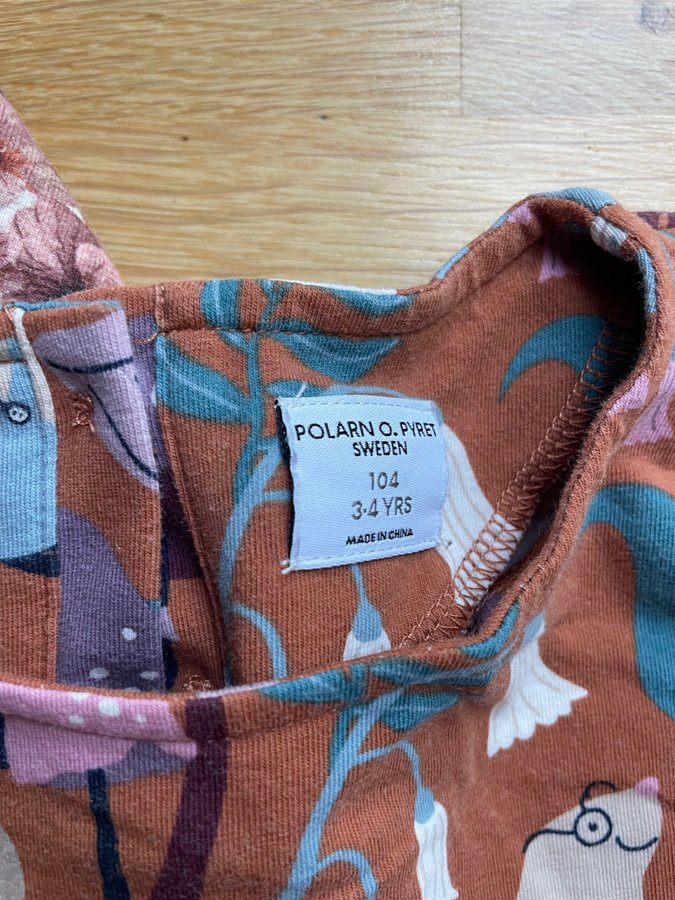 POLARN O. PYRET
SWEDEN
104
3-4 YRS
MADE IN CHINA